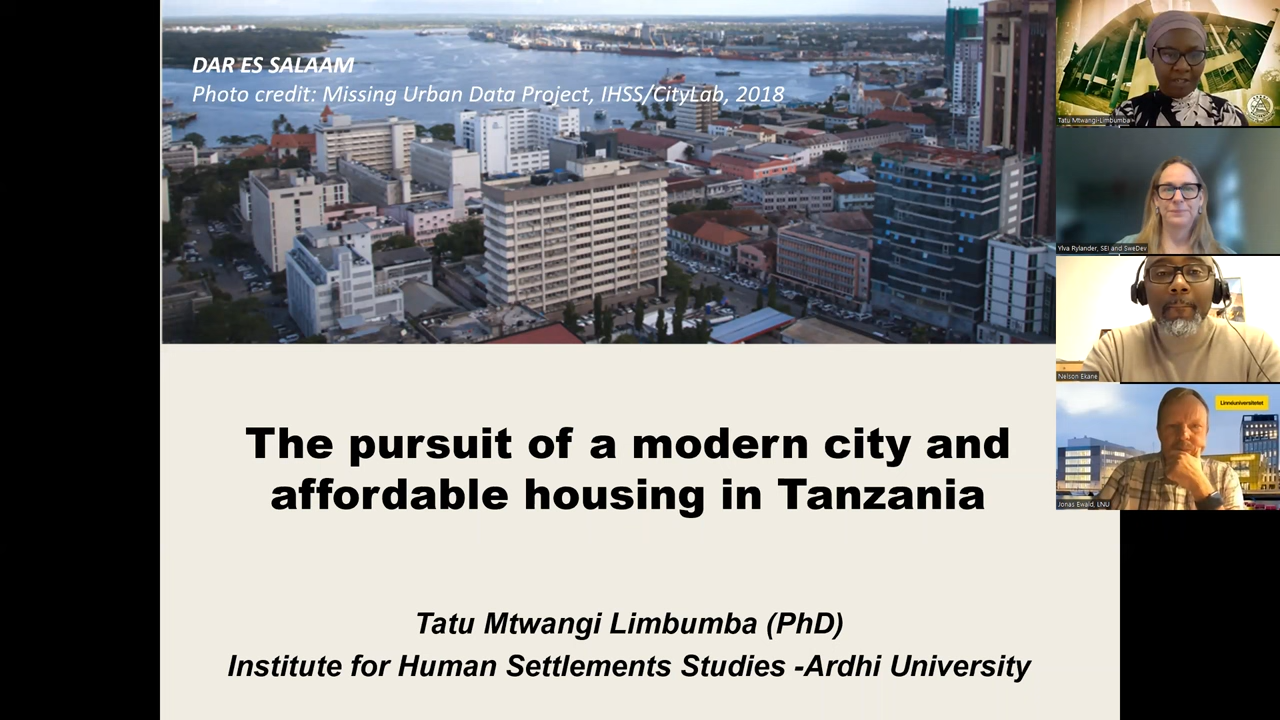 DAR ES SALAAM
Photo credit: Missing Urban Data Project, IHSS/CityLab, 2018
The pursuit of a modern city and
affordable housing in Tanzania
Tatu Mtwangi Limbumba (PhD)
Institute for Human Settlements Studies -Ardhi University
Tatu Mtwangi-Limbumba
Ylva Rylander, SEI and SweDev
Nelson Ekane
Linnéuniversitetet
Jonas Ewald, LNU